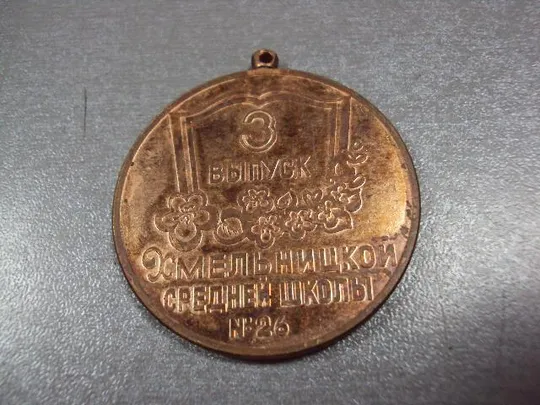 3
ВЫПУСК
ХМЕЛЬНИЦКОЙ
СРЕДНЕЙ ШКОЛЫ
№26